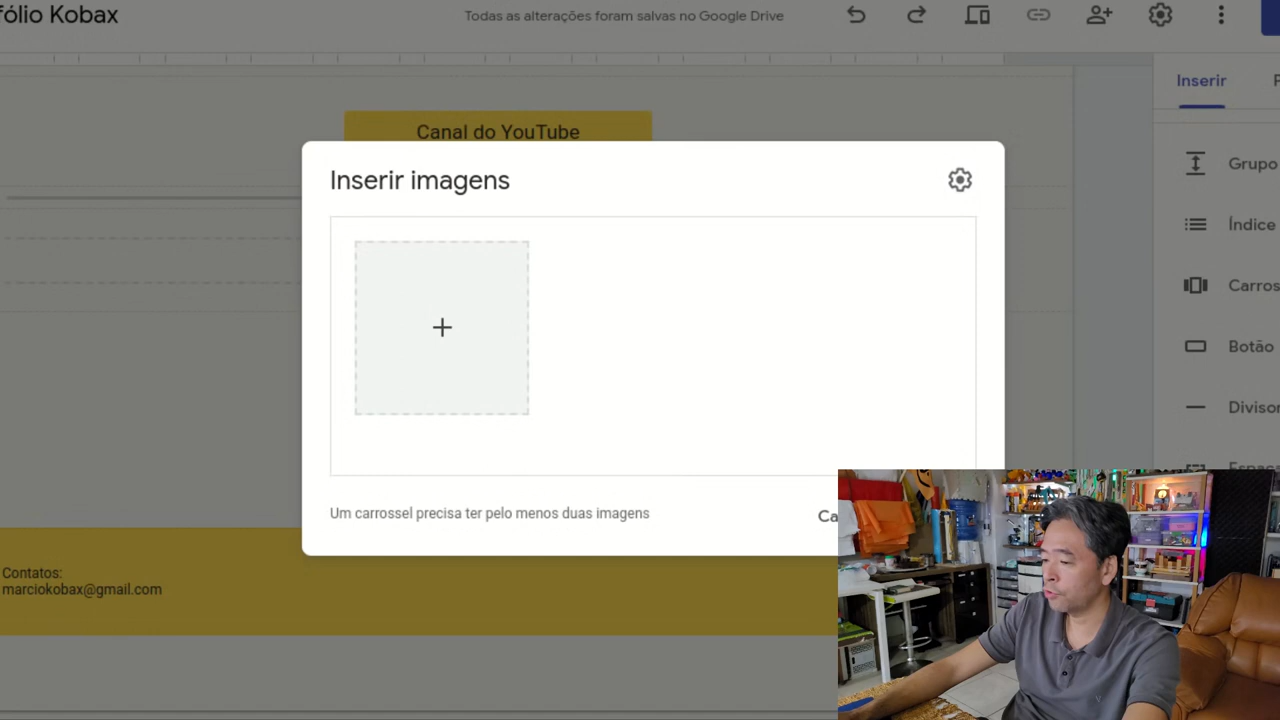 fólio Kobax
Todas as alterações foram salvas no Google Drive
Inserir
Canal do YouTube
Inserir imagens
Grupo
Índice
Carros
Botão
Divisor
Um carrossel precisa ter pelo menos duas imagens
Ca
Contatos:
marciokobax@gmail.com